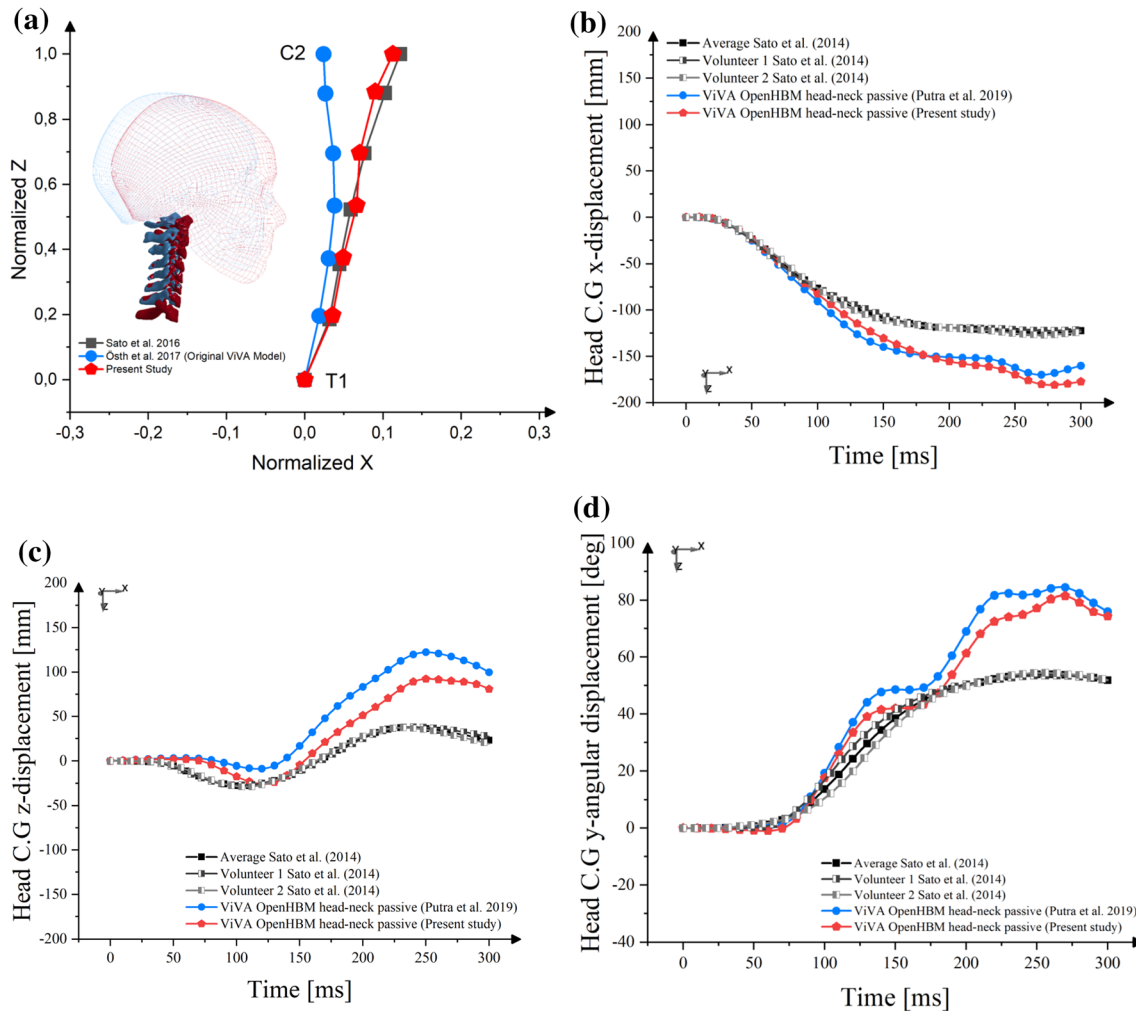 (a)
1,0
0,8
0,6
0,4
0,2
0,0
Normalized Z
C2
T1
Sato et al. 2016
Östh et al. 2017 (Original ViVA Model)
Present Study
-0,3
-0,2
-0,1
0,0
0,1
0,2
0,3
Normalized X
(b)
200
150
100
50
0
-50
-100
-150
-200
Head C.G x-displacement [mm]
Average Sato et al. (2014)
Volunteer 1 Sato et al. (2014)
Volunteer 2 Sato et al. (2014)
ViVA OpenHBM head-neck passive (Putra et al. 2019)
ViVA OpenHBM head-neck passive (Present study)
Y
X
Z
0
50
100
150
200
250
300
Time [ms]
(c)
200
150
100
50
0
-50
-100
-150
-200
Head C.G z-displacement [mm]
Y
X
Z
Average Sato et al. (2014)
Volunteer 1 Sato et al. (2014)
Volunteer 2 Sato et al. (2014)
ViVA OpenHBM head-neck passive (Putra et al. 2019)
ViVA OpenHBM head-neck passive (Present study)
0
50
100
150
200
250
300
Time [ms]
(d)
100
80
60
40
20
0
-20
-40
Head C.G y-angular displacement [deg]
Y
X
Z
Average Sato et al. (2014)
Volunteer 1 Sato et al. (2014)
Volunteer 2 Sato et al. (2014)
ViVA OpenHBM head-neck passive (Putra et al. 2019)
ViVA OpenHBM head-neck passive (Present study)
0
50
100
150
200
250
300
Time [ms]